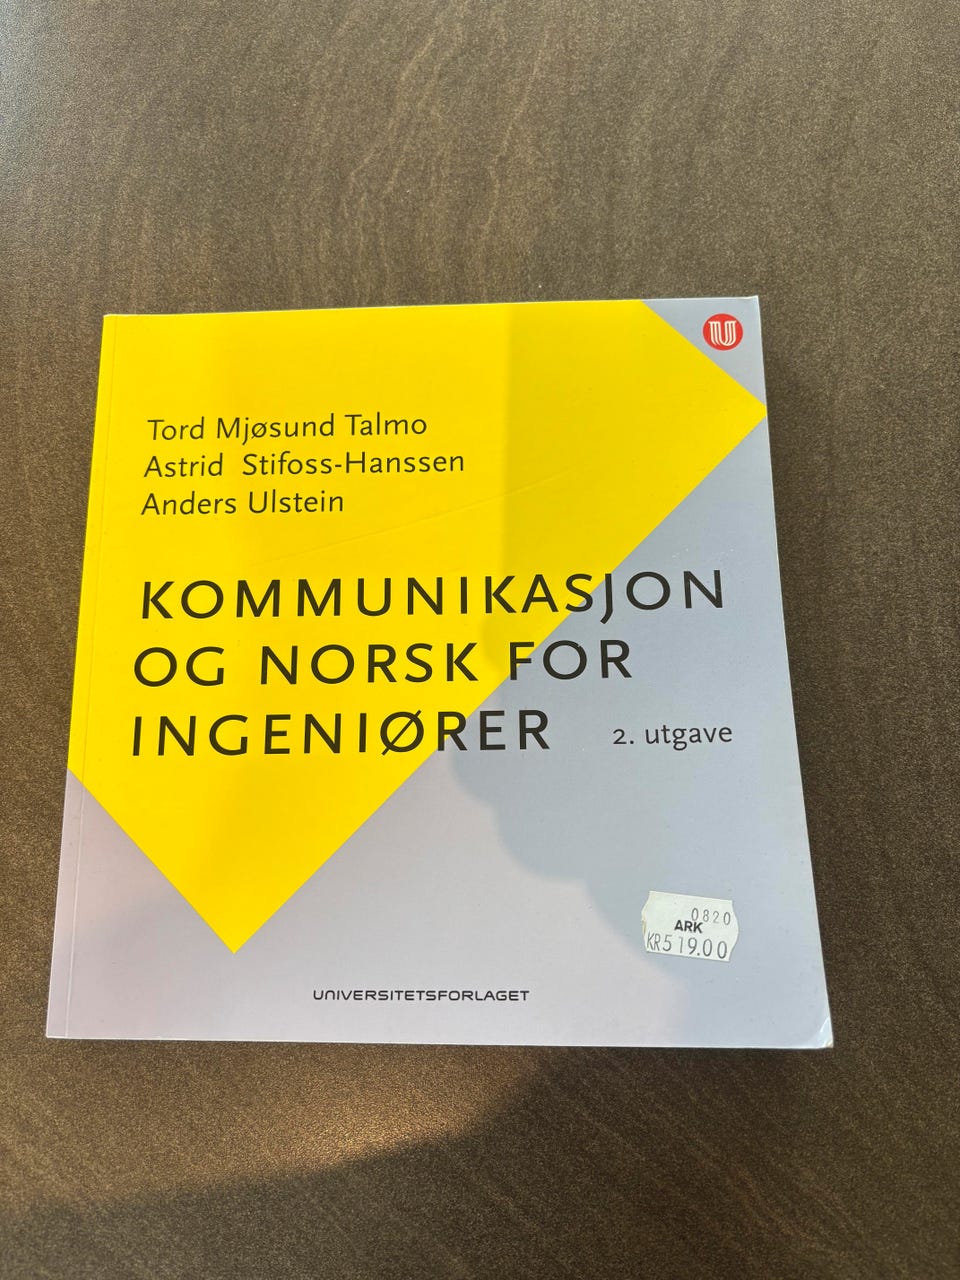 Tord Mjøsund Talmo
Astrid Stifoss-Hanssen
Anders Ulstein
KOMMUNIKASJON
OG NORSK FOR
INGENIØRER
2. utgave
0820
ARK
KR519.00
UNIVERSITETSFORLAGET